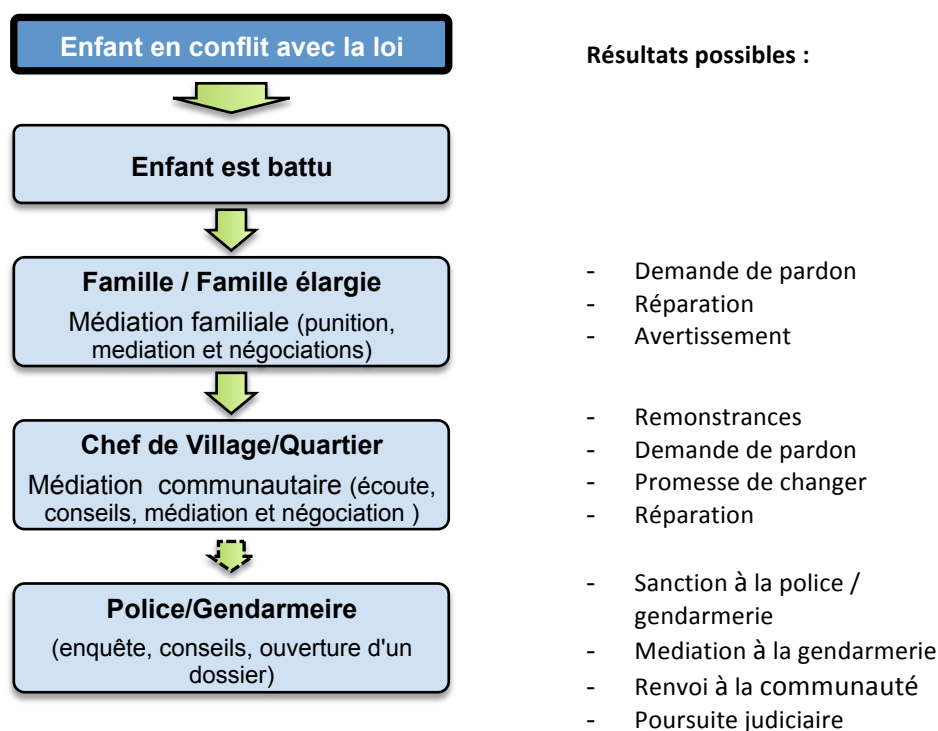 Enfant en conflit avec la loi
Résultats possibles :
Enfant est battu
Famille / Famille élargie
Médiation familiale (punition,
mediation et négociations)
- Demande de pardon
- Réparation
- Avertissement
Chef de Village/Quartier
Médiation communautaire (écoute,
conseils, médiation et négociation )
- Remonstrances
- Demande de pardon
- Promesse de changer
- Réparation
Police/Gendarmeire
(enquête, conseils, ouverture d'un
dossier)
- Sanction à la police /
gendarmerie
- Mediation à la gendarmerie
- Renvoi à la communauté
- Poursuite judiciaire